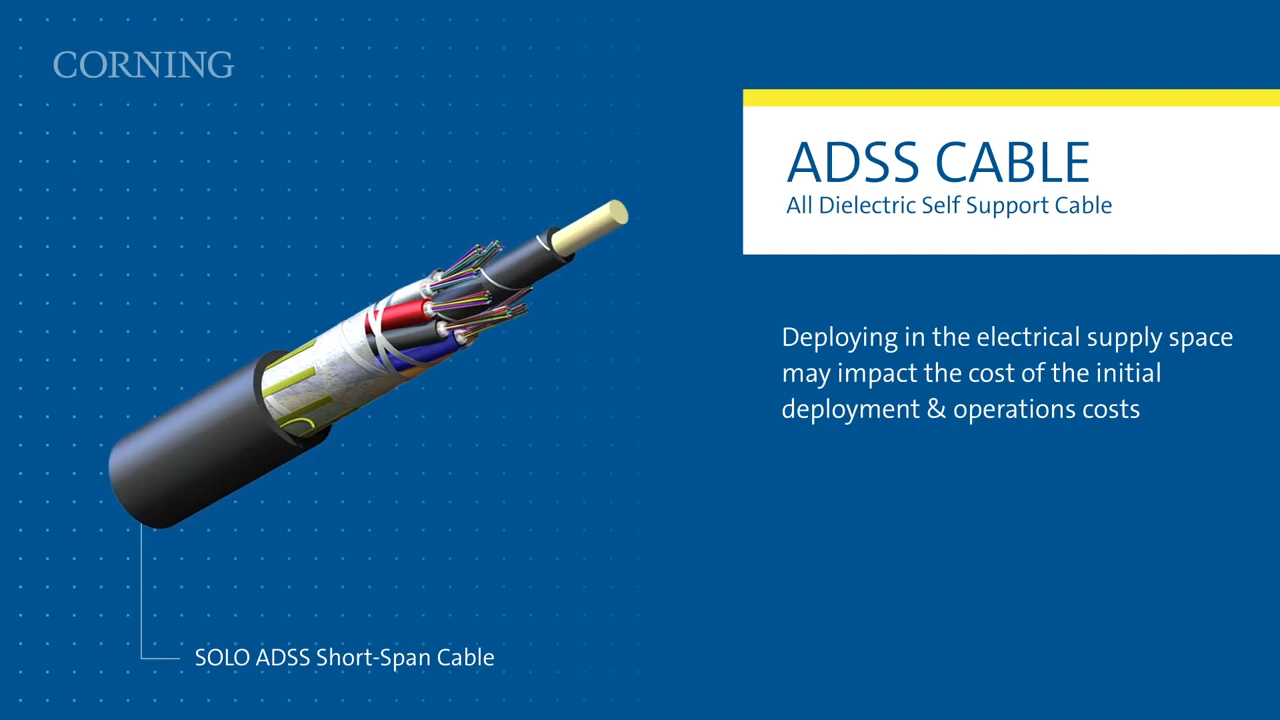 CORNING
ADSS CABLE
All Dielectric Self Support Cable
Deploying in the electrical supply space
may impact the cost of the initial
deployment & operations costs
SOLO ADSS Short-Span Cable